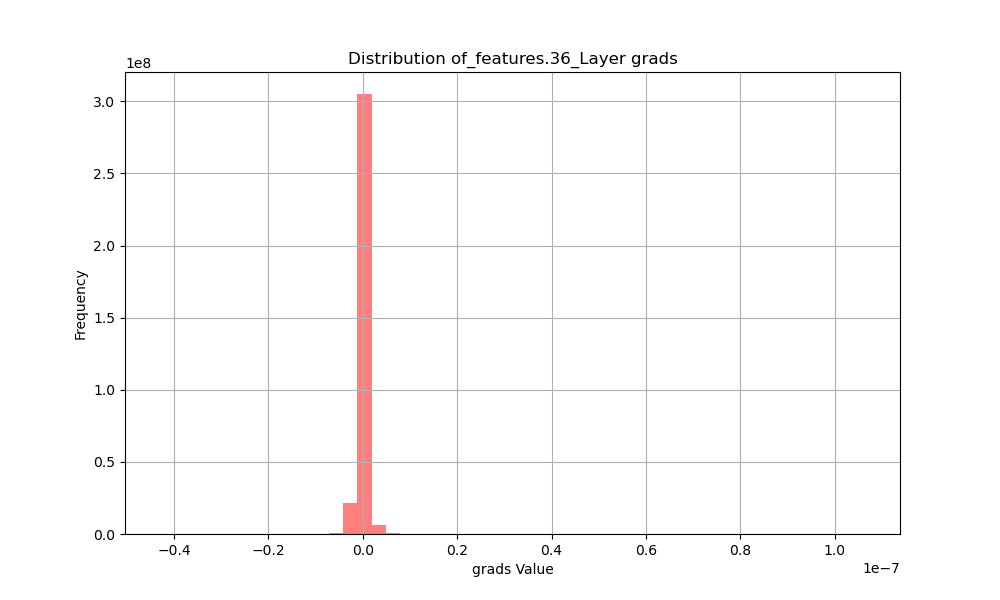 Distribution of_features.36_Layer grads
1e8
3.0
2.5
2.0
1.5
1.0
0.5
0.0
Frequency
−0.4 −0.2 0.0 0.2 0.4 0.6 0.8 1.0
1e−7
grads Value